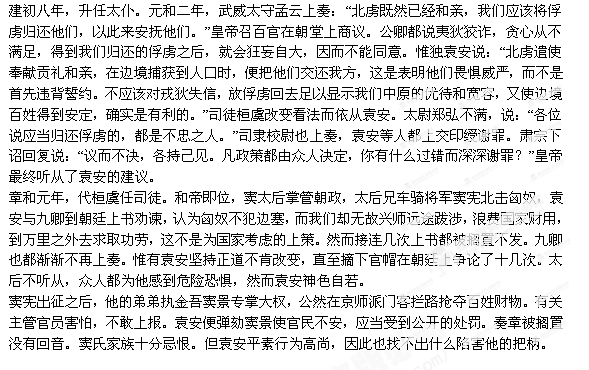 建初八年，升任太仆。元和二年，武威太守孟云上奏：“北虏既然已经和亲，我们应该将俘
虏归还他们，以此来安抚他们。”皇帝召百官在朝堂上商议。公卿都说夷狄狡诈，贪心从不
满足，得到我们归还的俘虏之后，就会狂妄自大，因而不能同意。惟独袁安说：“北虏遣使
奉献贡礼和亲，在边境捕获到人口时，便把他们交还我方，这是表明他们畏惧威严，而不是
首先违背誓约。不应该对戎狄失信，放俘虏回去足以显示我们中原的优待和宽容，又使边境
百姓得到安定，确实是有利的。”司徒桓虞改变看法而依从袁安。太尉郑弘不满，说：“各位
说应当归还俘虏的，都是不忠之人。”司隶校尉也上奏，袁安等人都上交印绶谢罪。肃宗下
诏回复说：“议而不决，各持己见。凡政策都由众人决定，你有什么过错而深深谢罪？”皇帝
最终听从了袁安的建议。
章和元年，代桓虞任司徒。和帝即位，窦太后掌管朝政，太后兄车骑将军窦宪北击匈奴，袁
安与九卿到朝廷上书劝谏，认为匈奴不犯边塞，而我们却无故兴师远途跋涉，浪费国家财用，
到万里之外去求取功劳，这不是为国家考虑的上策。然而接连几次上书都被搁置不发。九卿
也都渐渐不再上奏。惟有袁安坚持正道不肯改变，直至摘下官帽在朝廷上争论了十几次。太
后不听从，众人都为他感到危险恐惧，然而袁安神色自若。
窦宪出征之后，他的弟弟执金吾窦景专掌大权，公然在京师派门客拦路抢夺百姓财物。有关
主管官员害怕，不敢上报。袁安便弹劾窦景使官民不安，应当受到公开的处罚。奏章被搁置
没有回音。窦氏家族十分忌恨。但袁安平素行为高尚，因此也找不出什么陷害他的把柄。